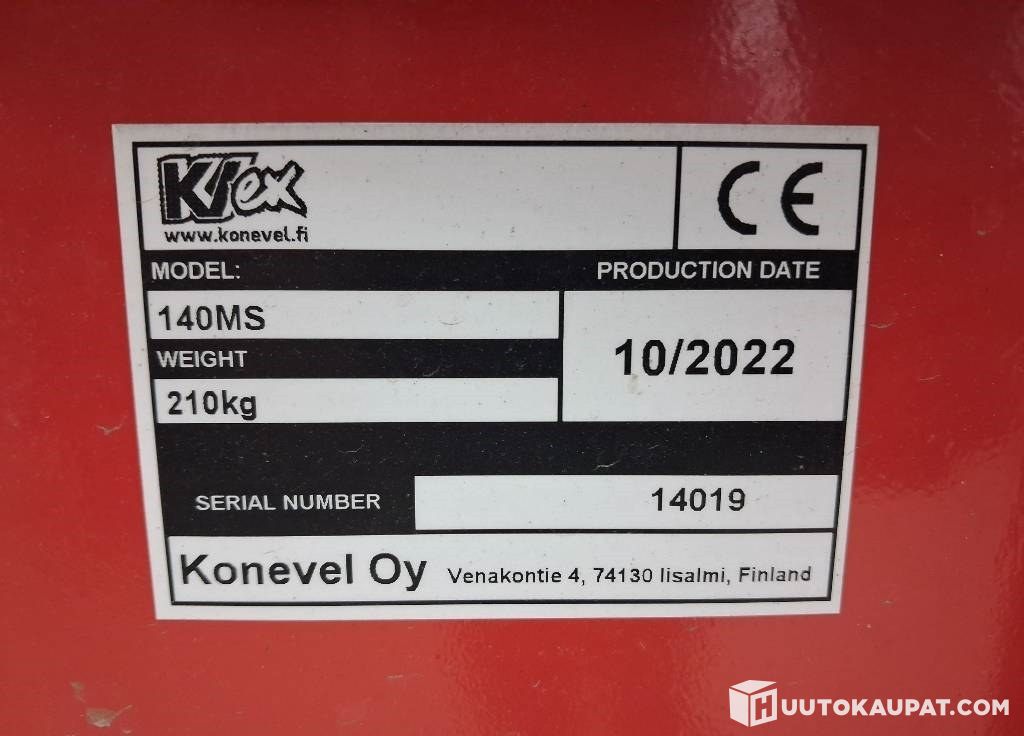 KVex
www.konevel.fi
CE
MODEL:
PRODUCTION DATE
140MS
WEIGHT
10/2022
210kg
SERIAL NUMBER 14019
Konevel Oy Venakontie 4, 74130 Iisalmi, Finland
HUUTOKAUPAT.COM